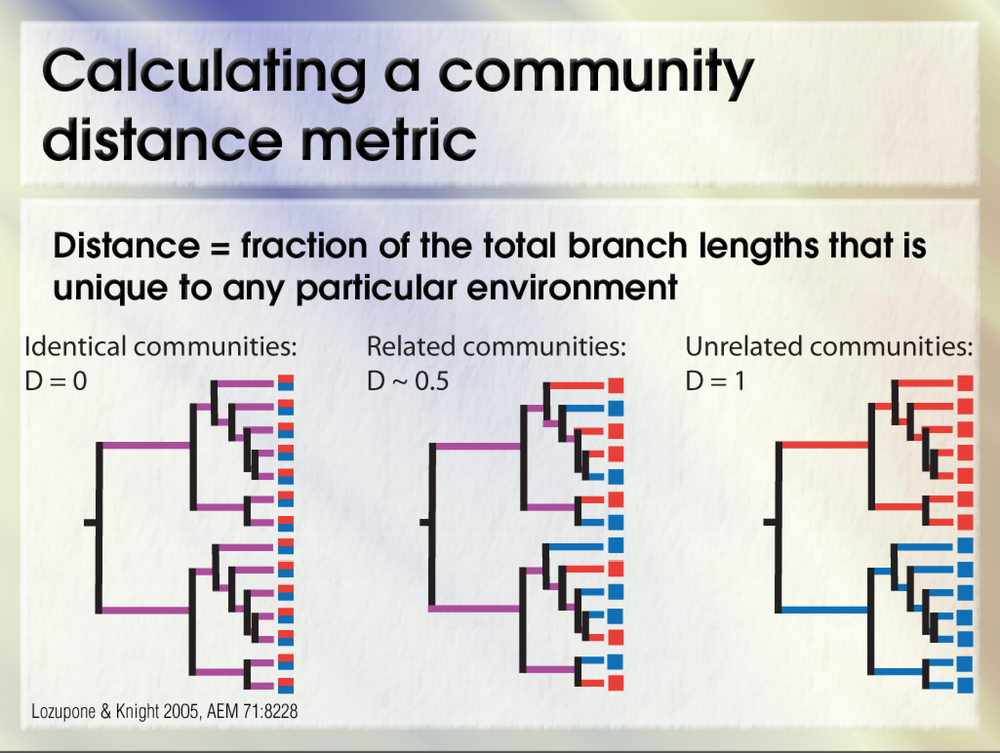 Calculating a community
distance metric
Distance = fraction of the total branch lengths that is
unique to any particular environment
Identical communities:
D = 0
Related communities:
D ~ 0.5
Unrelated communities:
D = 1
Lozupone & Knight 2005, AEM 71:8228